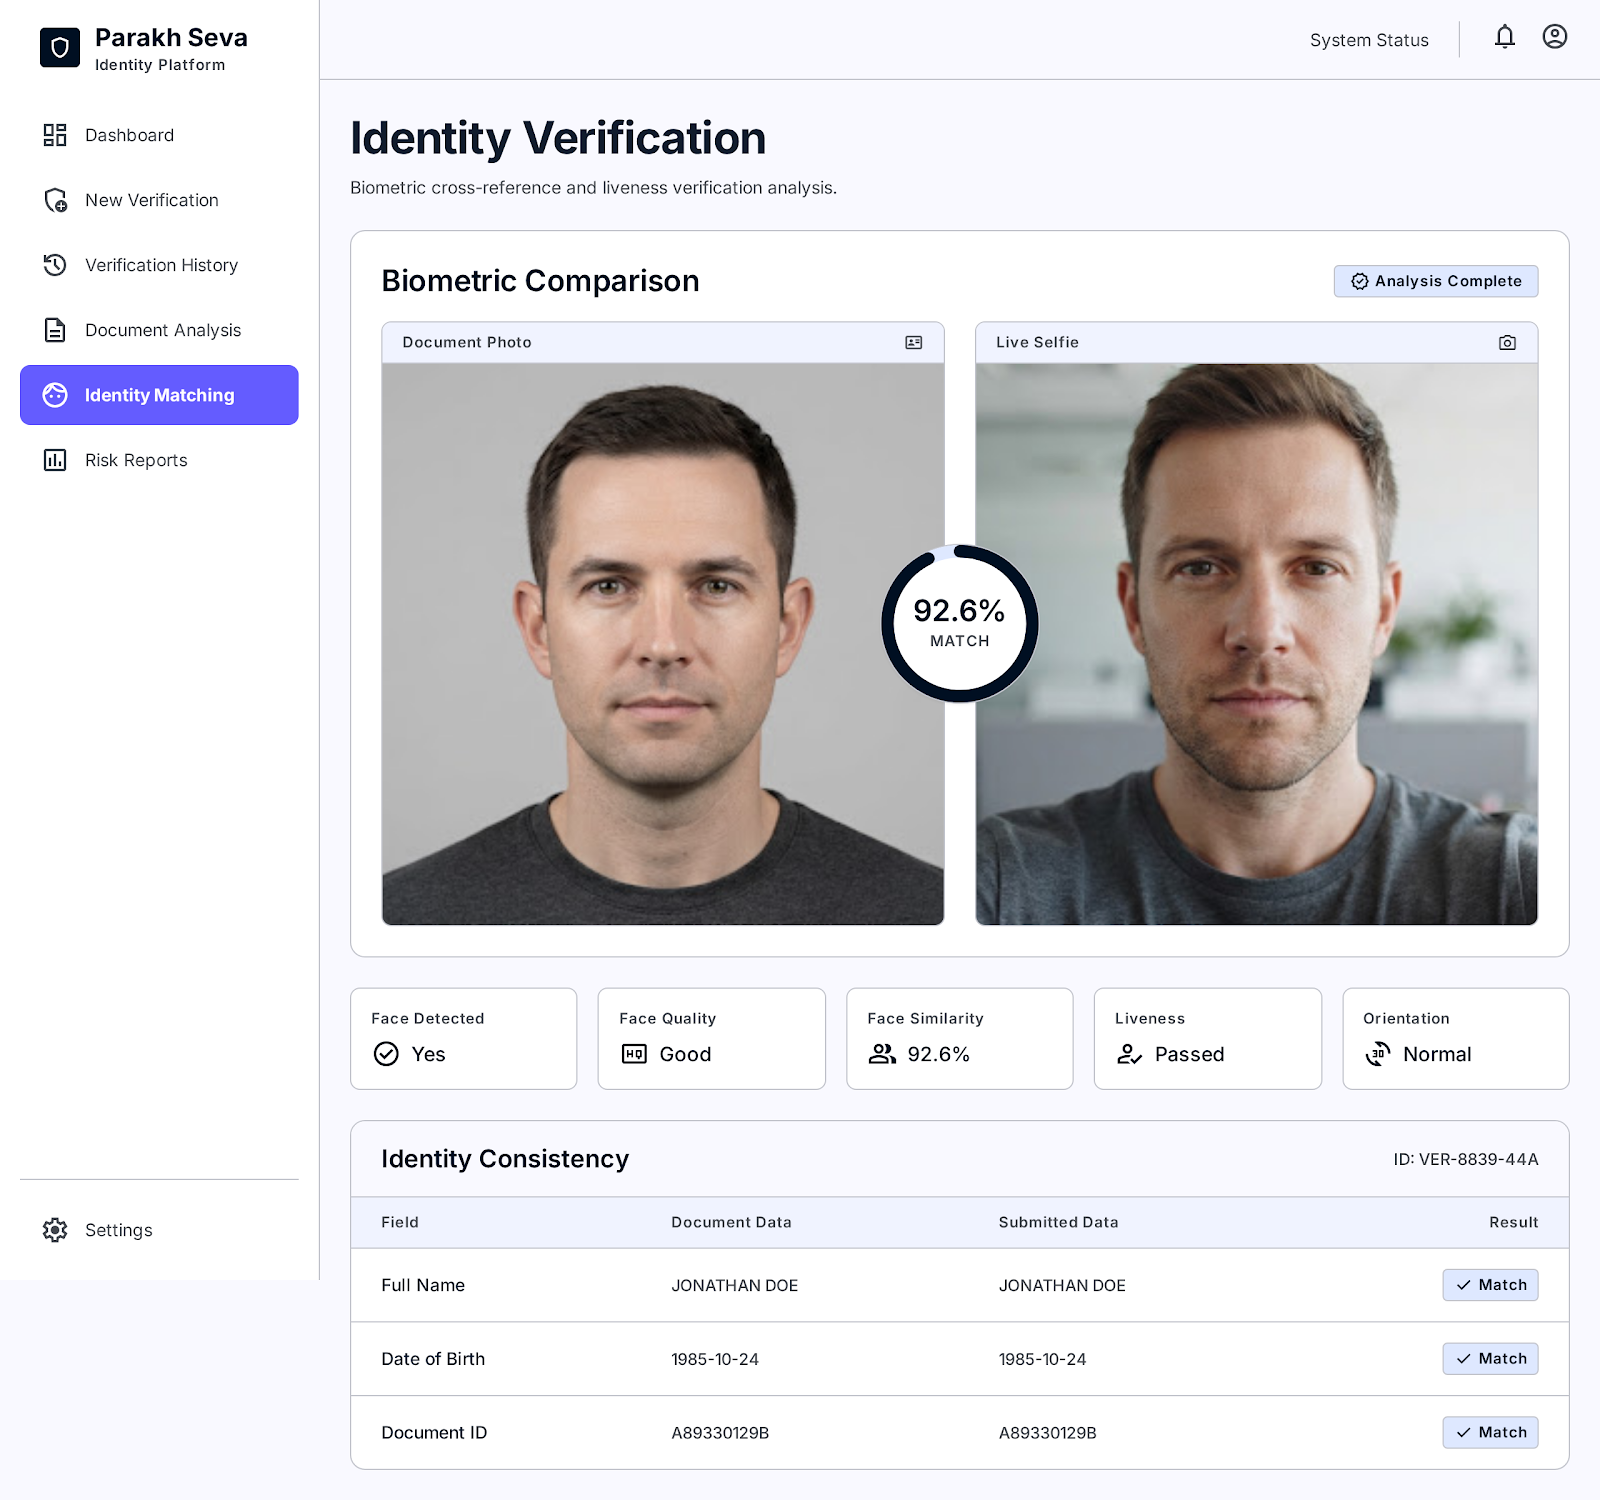 Parakh Seva
Identity Platform
Dashboard
New Verification
Verification History
Document Analysis
Identity Matching
Risk Reports
Settings
System Status
Identity Verification
Biometric cross-reference and liveness verification analysis.
Biometric Comparison
Analysis Complete
Document Photo
Live Selfie
92.6%
MATCH
Face Detected
Yes
Face Quality
HQ Good
Face Similarity
92.6%
Liveness
Passed
Orientation
3D Normal
Identity Consistency
ID: VER-8839-44A
Field Document Data Submitted Data Result
Full Name JONATHAN DOE JONATHAN DOE Match
Date of Birth 1985-10-24 1985-10-24 Match
Document ID A89330129B A89330129B Match